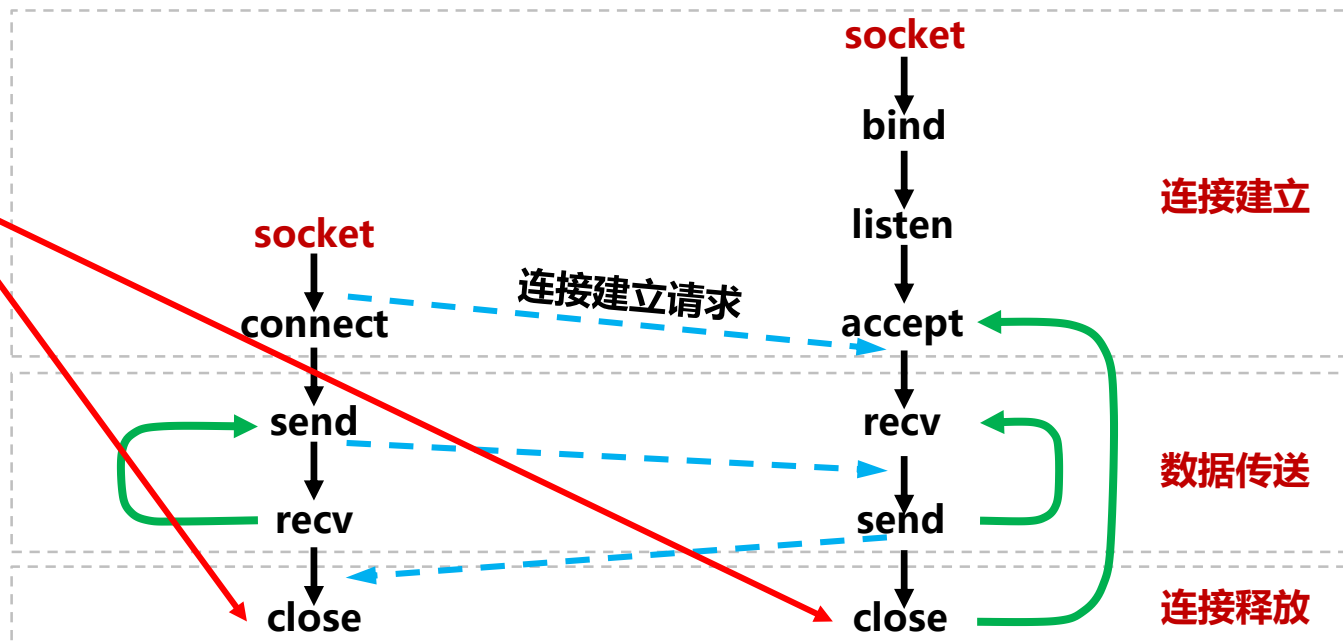 socket
bind
连接建立
listen
socket
连接建立请求
connect
accept
send
recv
数据传送
recv
send
连接释放
close
close